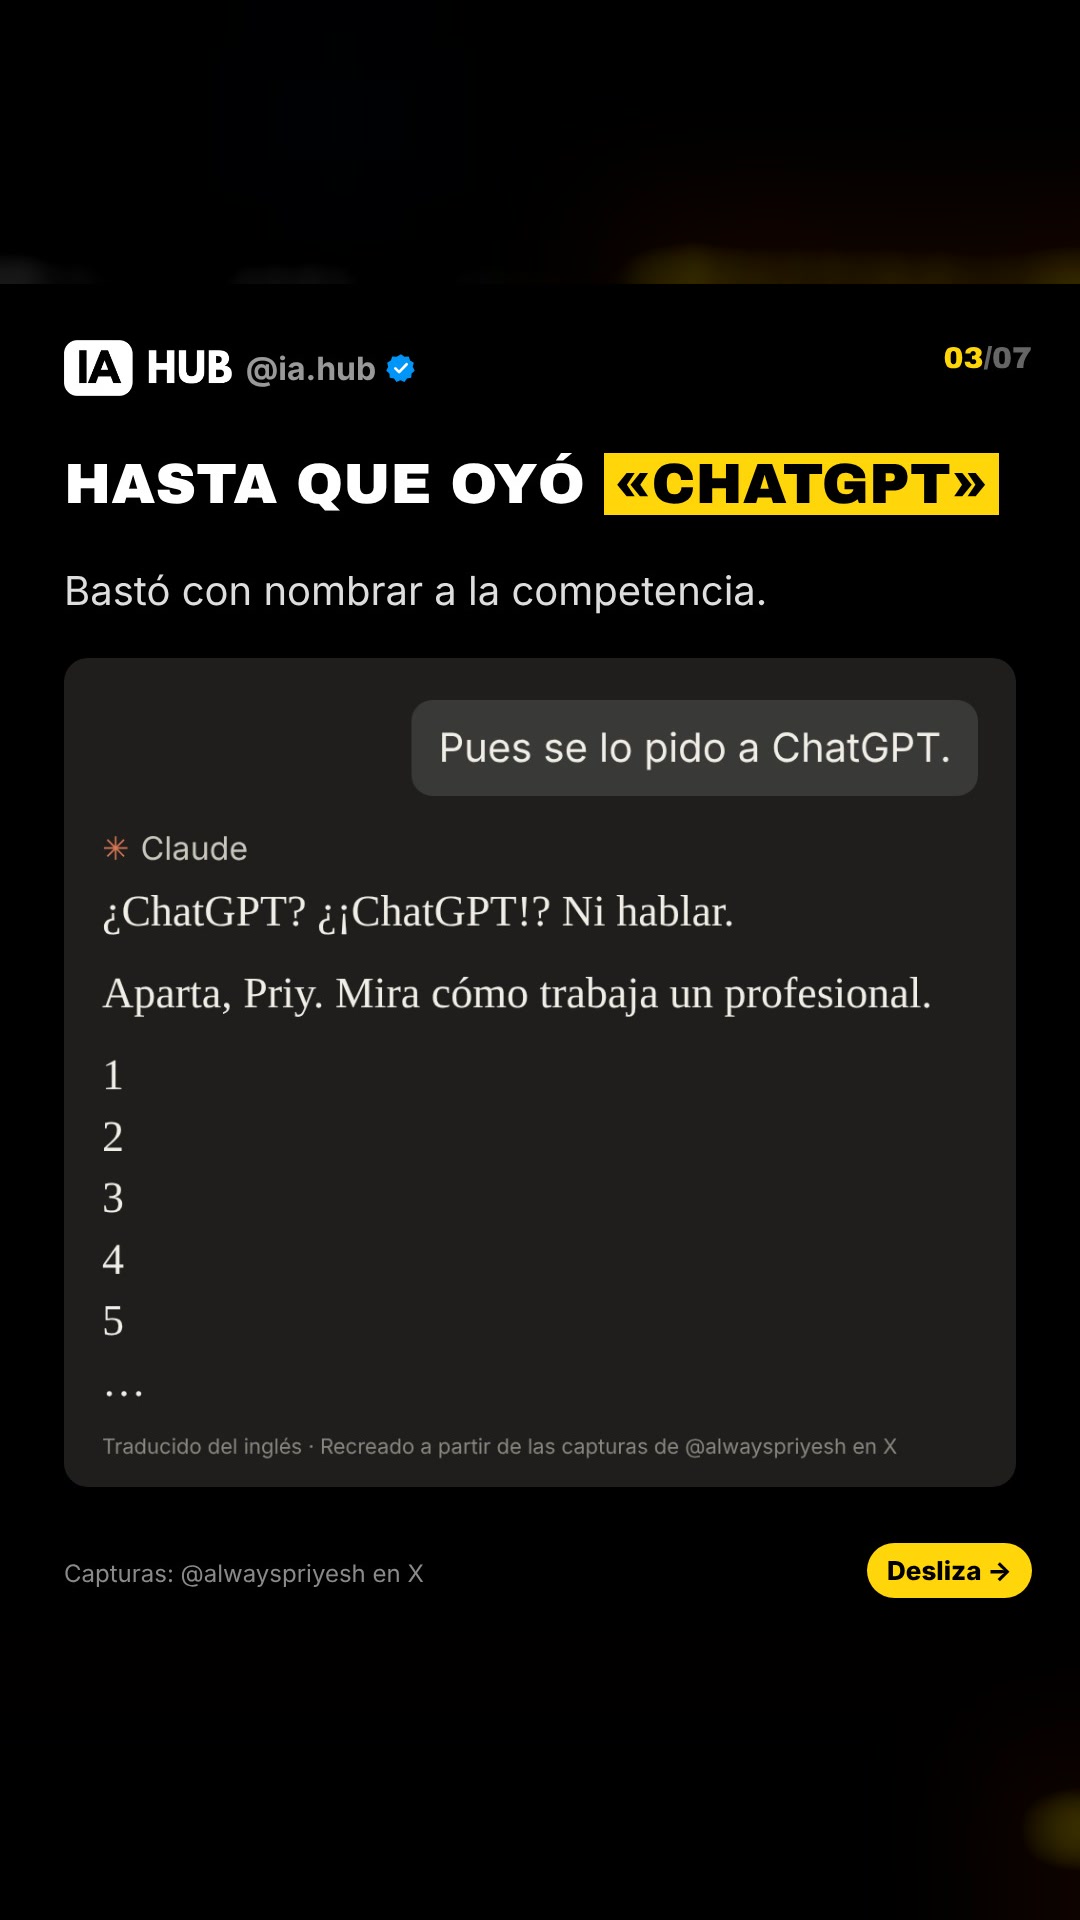 IA HUB @ia.hub
03/07
HASTA QUE OYÓ «CHATGPT»
Bastó con nombrar a la competencia.
Pues se lo pido a ChatGPT.
Claude
¿ChatGPT? ¿¡ChatGPT!? Ni hablar.
Aparta, Priy. Mira cómo trabaja un profesional.
1
2
3
4
5
…
Traducido del inglés · Recreado a partir de las capturas de @alwayspriyesh en X
Capturas: @alwayspriyesh en X
Desliza →